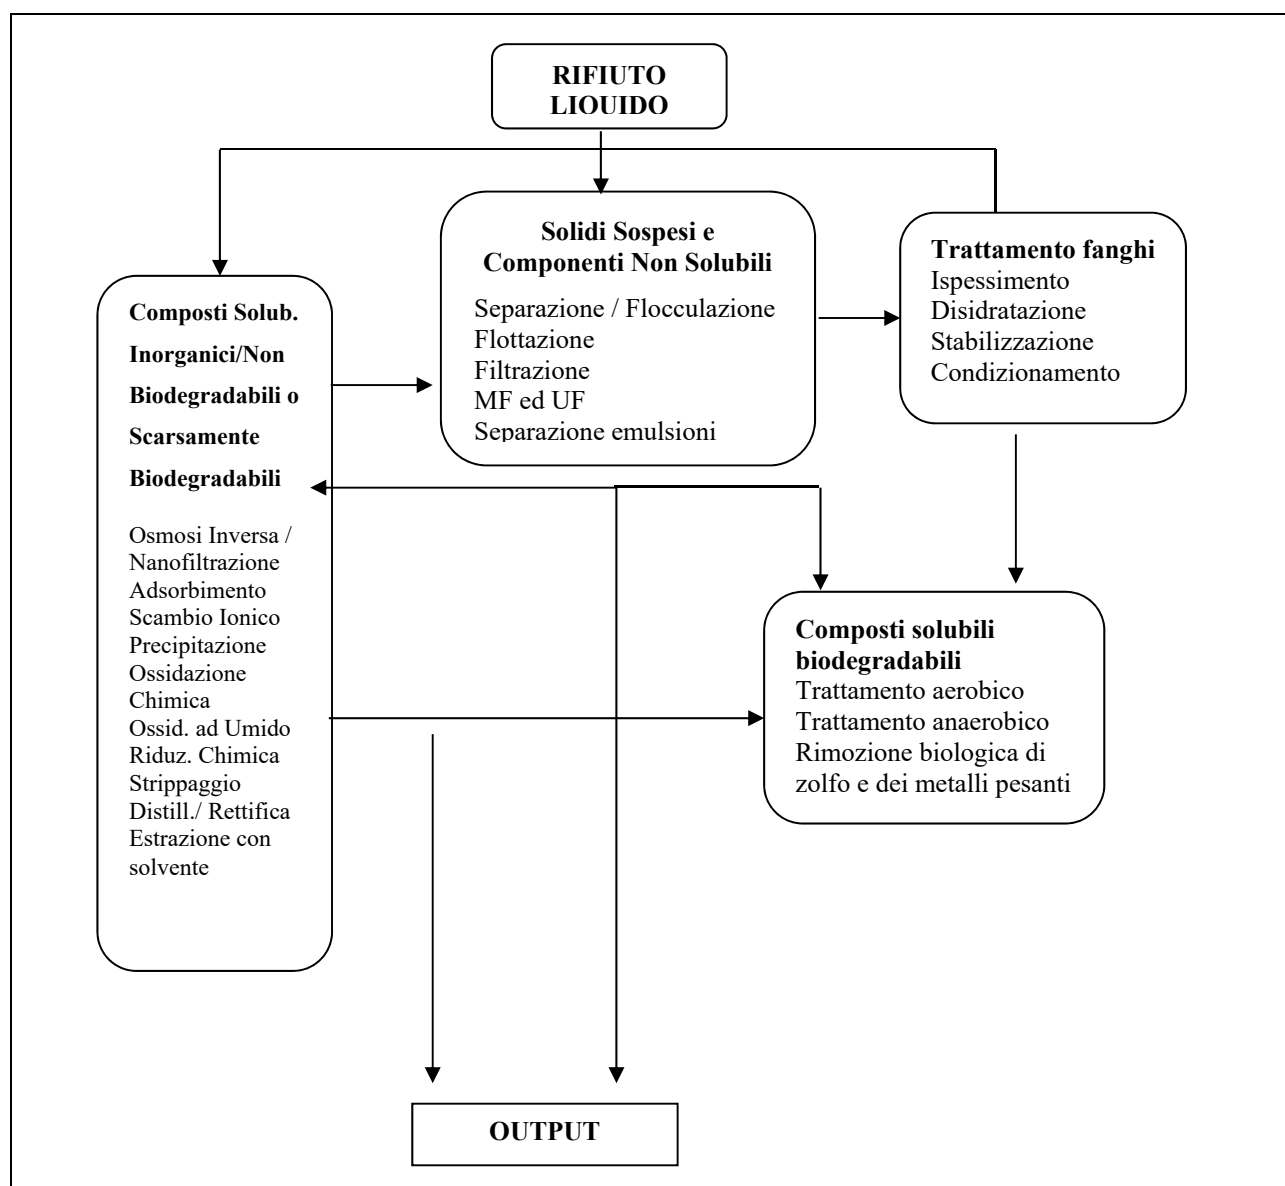 RIFIUTO
LIOUIDO
Solidi Sospesi e
Componenti Non Solubili
Separazione / Flocculazione
Flottazione
Filtrazione
MF ed UF
Separazione emulsioni
Trattamento fanghi
Ispessimento
Disidratazione
Stabilizzazione
Condizionamento
Composti Solub.
Inorganici/Non
Biodegradabili o
Scarsamente
Biodegradabili
Osmosi Inversa /
Nanofiltrazione
Adsorbimento
Scambio Ionico
Precipitazione
Ossidazione
Chimica
Ossid. ad Umido
Riduz. Chimica
Strippaggio
Distill./ Rettifica
Estrazione con
solvente
Composti solubili
biodegradabili
Trattamento aerobico
Trattamento anaerobico
Rimozione biologica di
zolfo e dei metalli pesanti
OUTPUT